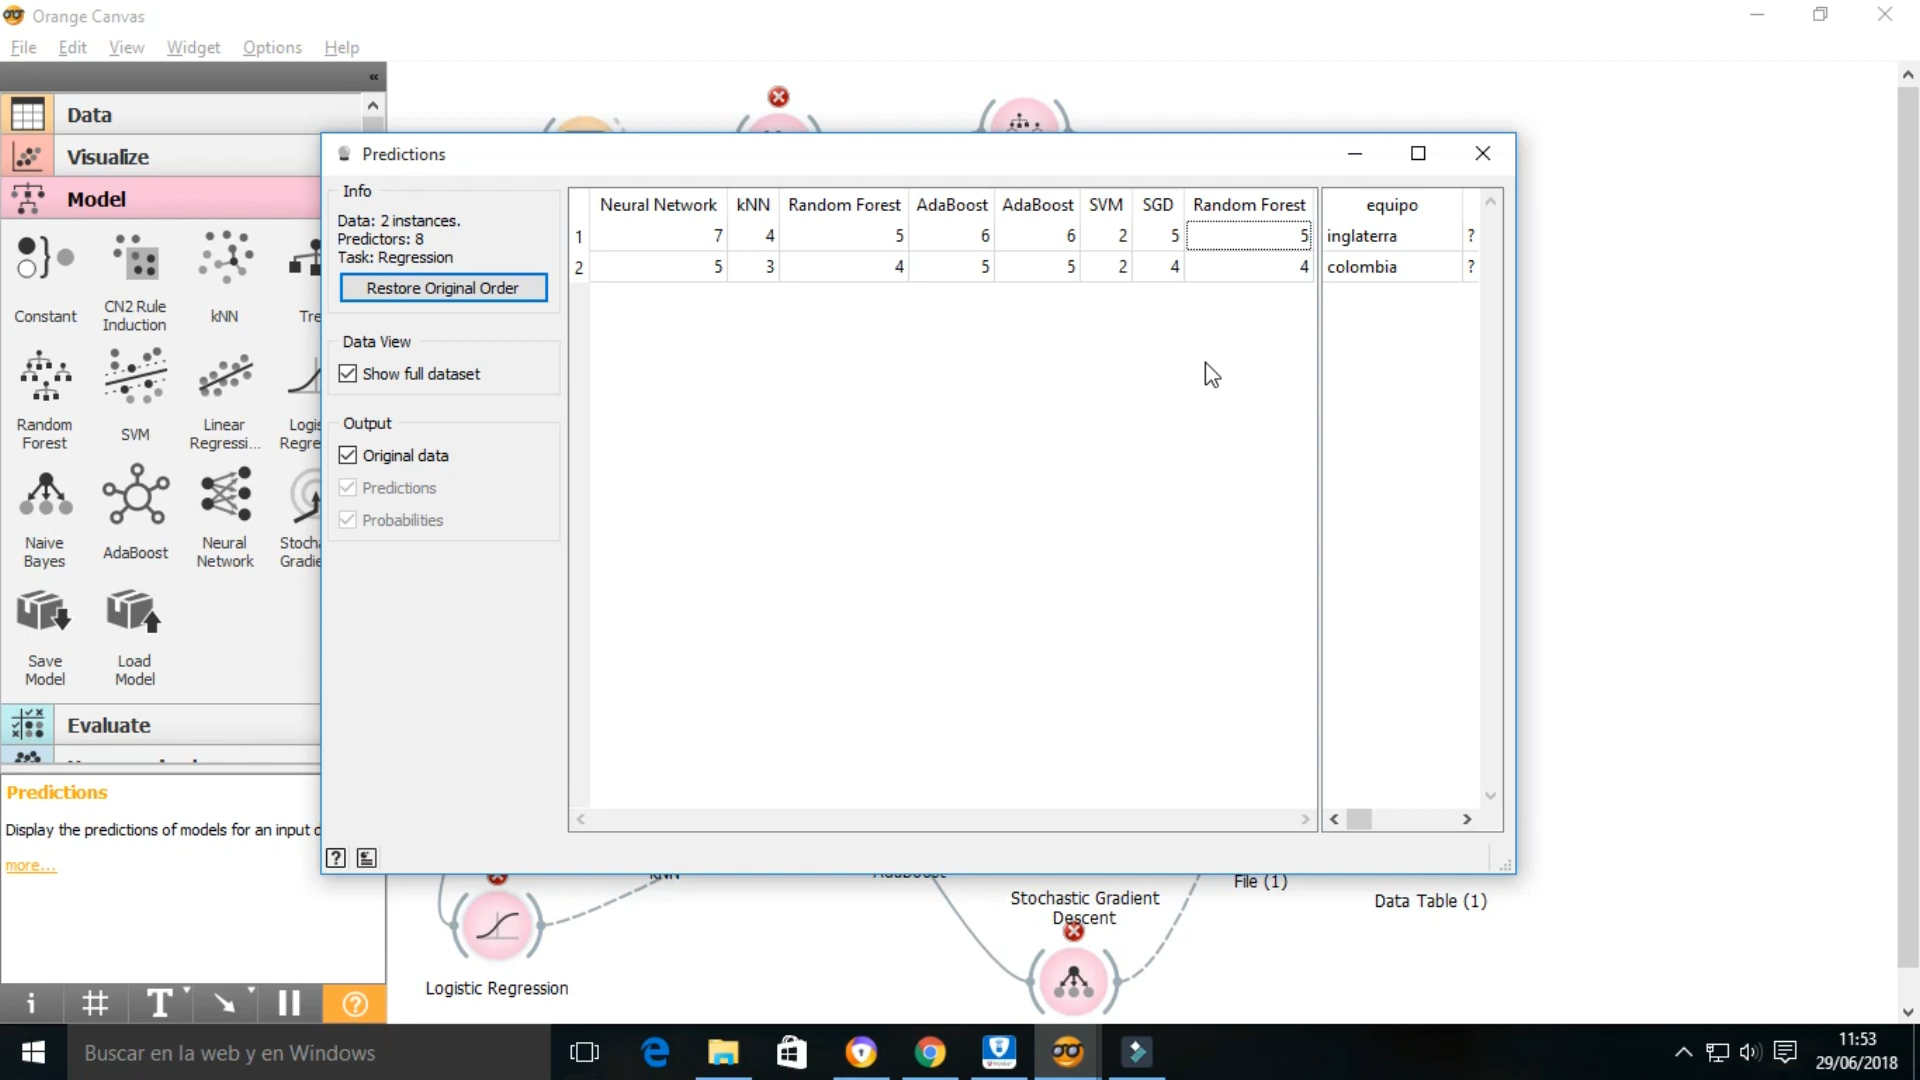 Orange Canvas
File Edit View Widget Options Help
«
Data
Visualize
Model
Constant
CN2 Rule
Induction
kNN
Tre
Random
Forest
SVM
Linear
Regressi...
Logis
Regre
Naive
Bayes
AdaBoost
Neural
Network
Stocha
Gradie
Save
Model
Load
Model
Evaluate
Predictions
Display the predictions of models for an input d
more...
Predictions
Info
Data: 2 instances.
Predictors: 8
Task: Regression
Restore Original Order
Data View
Show full dataset
Output
Original data
Predictions
Probabilities
Neural Network kNN Random Forest AdaBoost AdaBoost SVM SGD Random Forest equipo
1 7 4 5 6 6 2 5 5 inglaterra ?
2 5 3 4 5 5 2 4 4 colombia ?
kNN
Stochastic Gradient
Descent
File (1)
Data Table (1)
Logistic Regression
Buscar en la web y en Windows
11:53
29/06/2018